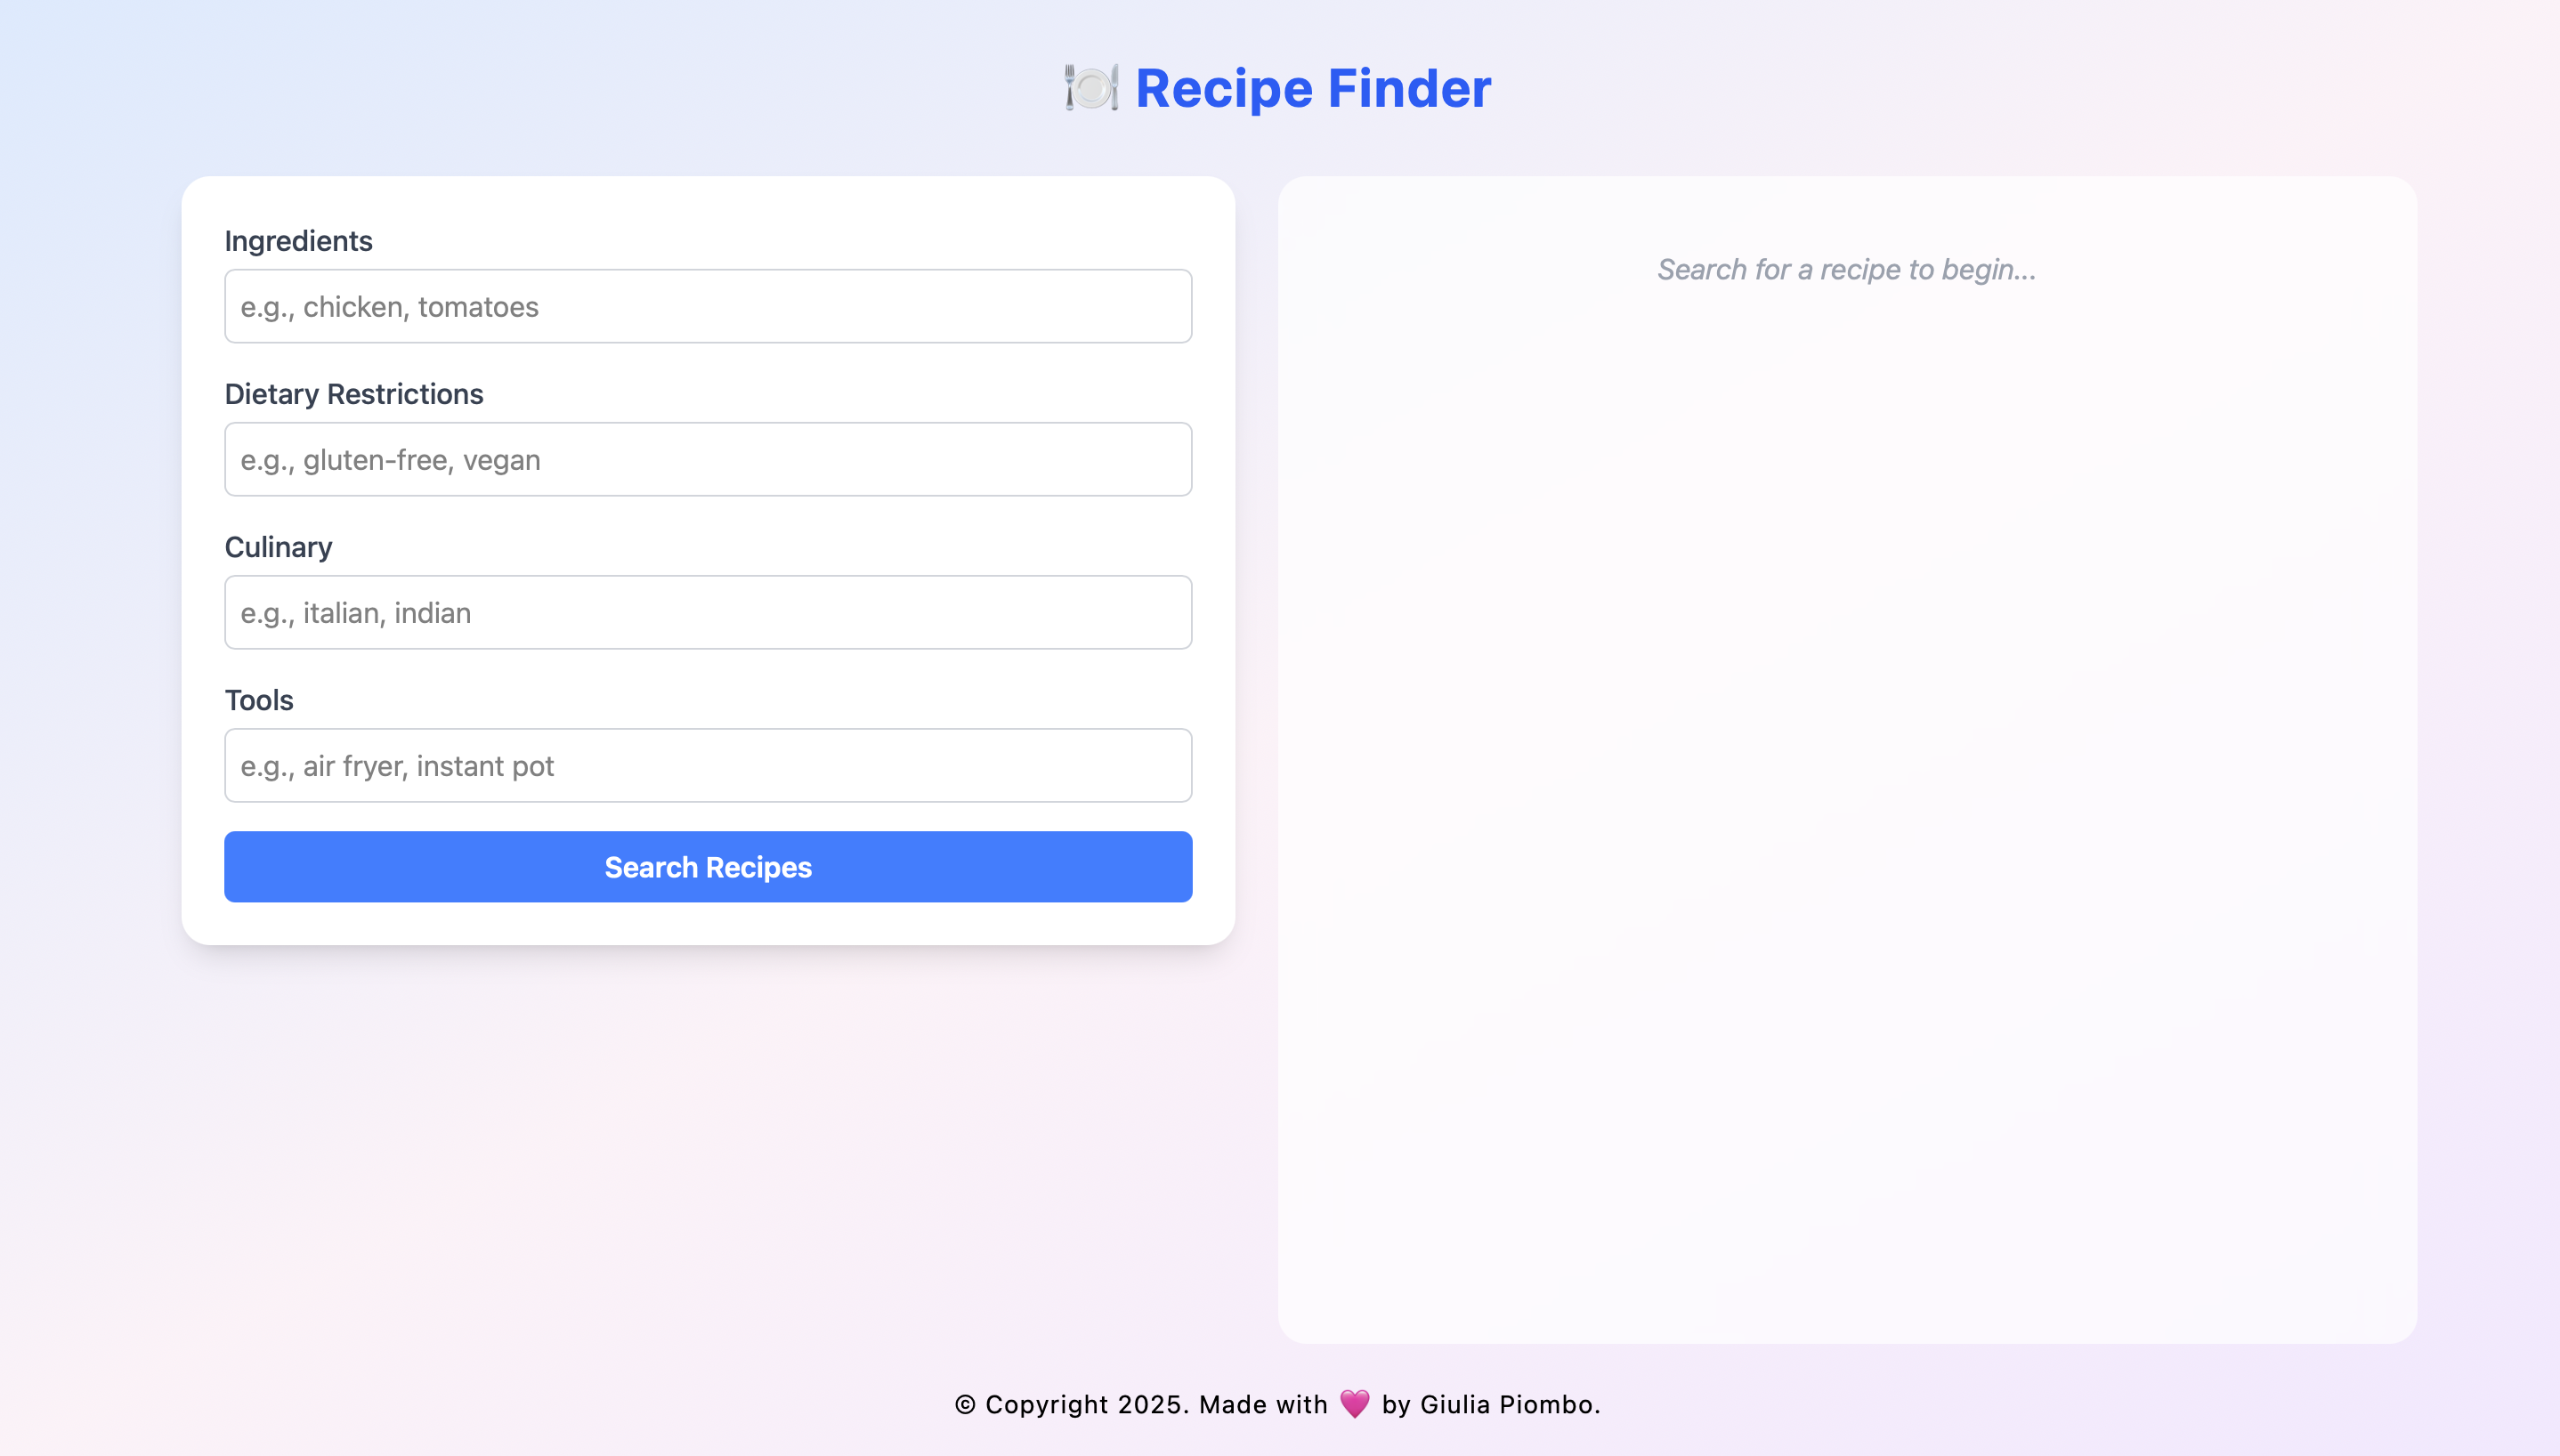 🍽️ Recipe Finder
Ingredients
e.g., chicken, tomatoes
Dietary Restrictions
e.g., gluten-free, vegan
Culinary
e.g., italian, indian
Tools
e.g., air fryer, instant pot
Search Recipes
Search for a recipe to begin...
© Copyright 2025. Made with 💗 by Giulia Piombo.